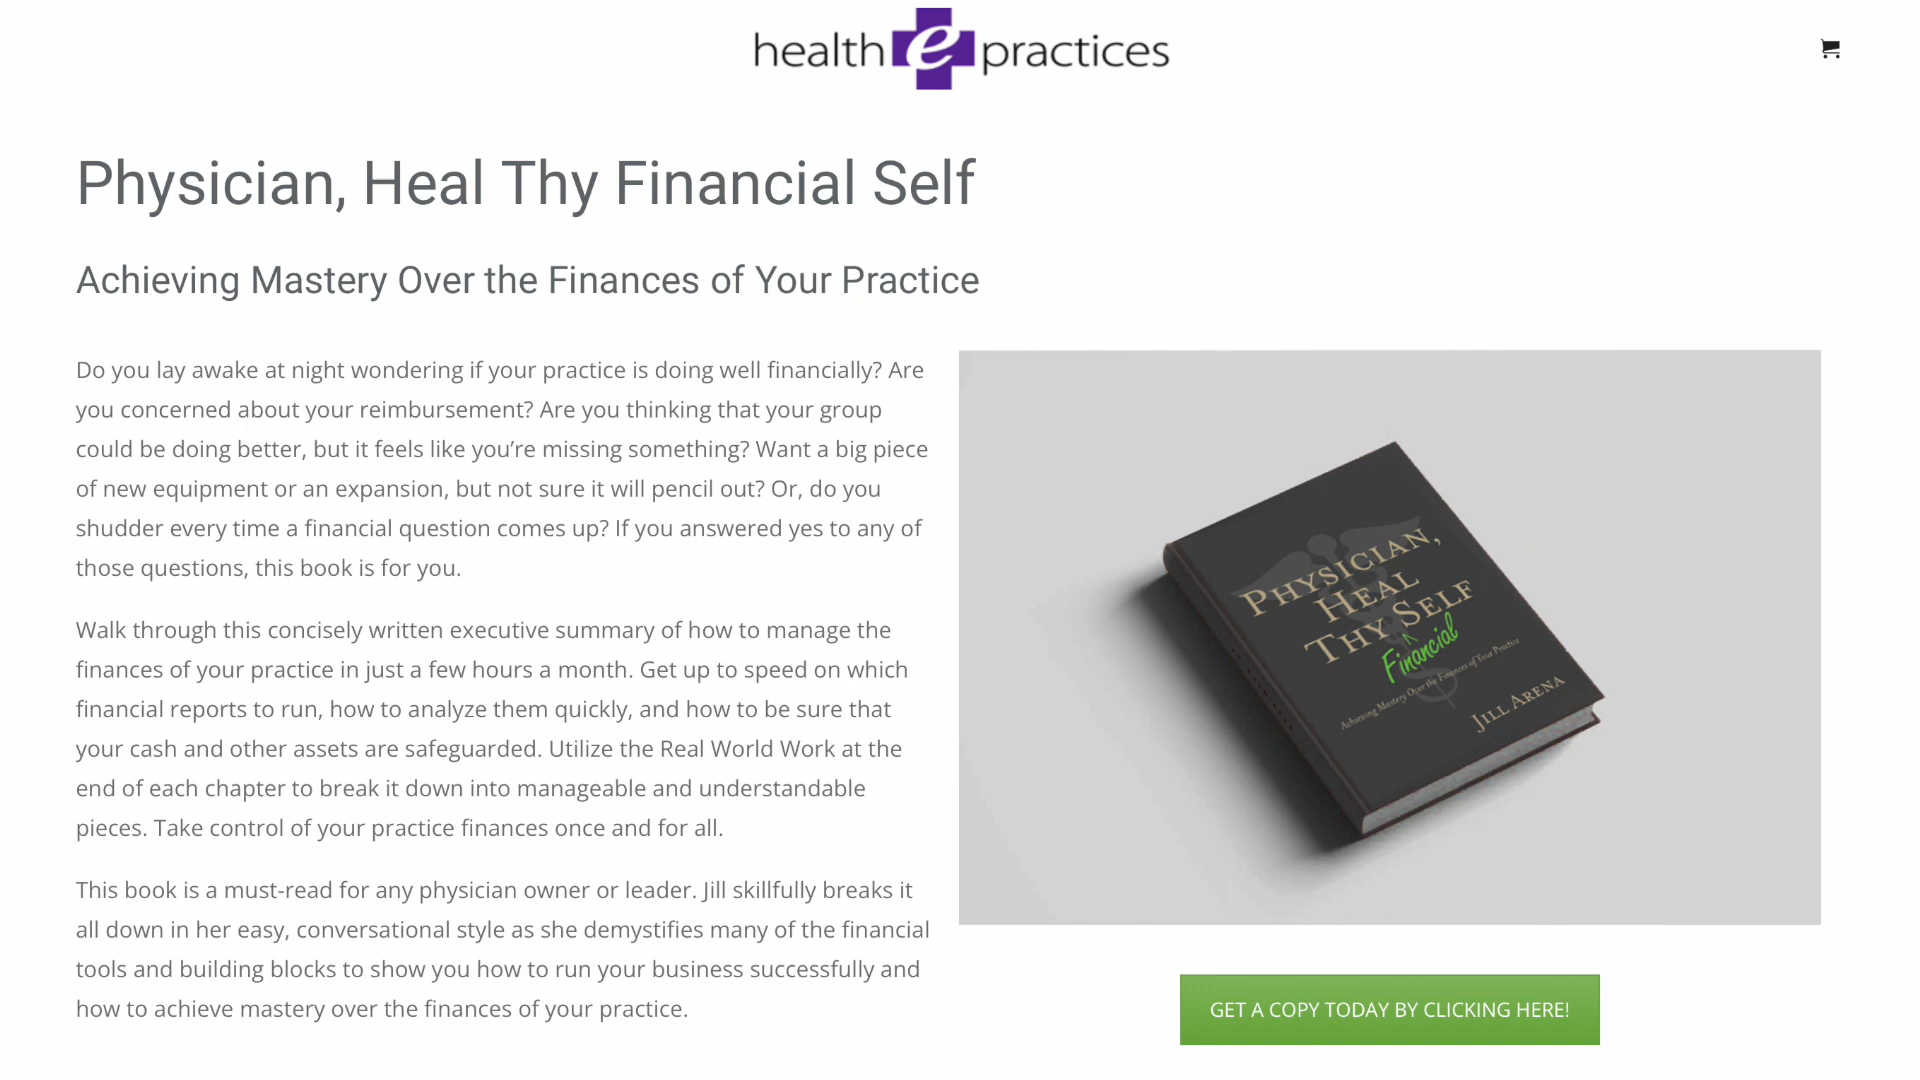 health e practices
Physician, Heal Thy Financial Self
Achieving Mastery Over the Finances of Your Practice
Do you lay awake at night wondering if your practice is doing well financially? Are
you concerned about your reimbursement? Are you thinking that your group
could be doing better, but it feels like you’re missing something? Want a big piece
of new equipment or an expansion, but not sure it will pencil out? Or, do you
shudder every time a financial question comes up? If you answered yes to any of
those questions, this book is for you.
Walk through this concisely written executive summary of how to manage the
finances of your practice in just a few hours a month. Get up to speed on which
financial reports to run, how to analyze them quickly, and how to be sure that
your cash and other assets are safeguarded. Utilize the Real World Work at the
end of each chapter to break it down into manageable and understandable
pieces. Take control of your practice finances once and for all.
This book is a must-read for any physician owner or leader. Jill skillfully breaks it
all down in her easy, conversational style as she demystifies many of the financial
tools and building blocks to show you how to run your business successfully and
how to achieve mastery over the finances of your practice.
PHYSICIAN,
HEAL
THY SELF
Financial
Achieving Mastery Over the Finances of Your Practice
JILL ARENA
GET A COPY TODAY BY CLICKING HERE!